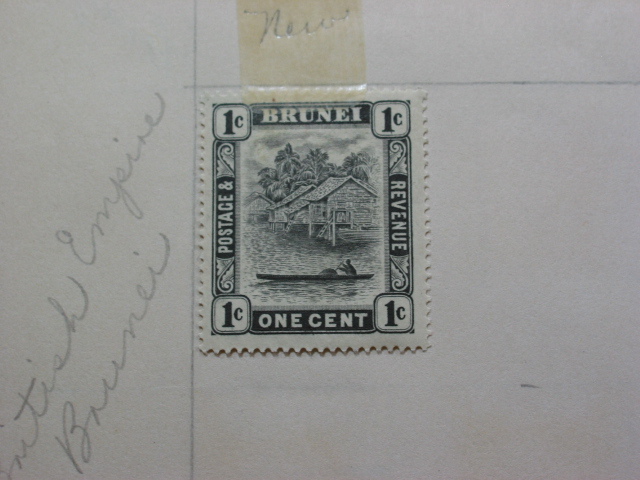 New
1c BRUNEI 1c
POSTAGE & REVENUE
1c ONE CENT 1c
British Empire
Brunei